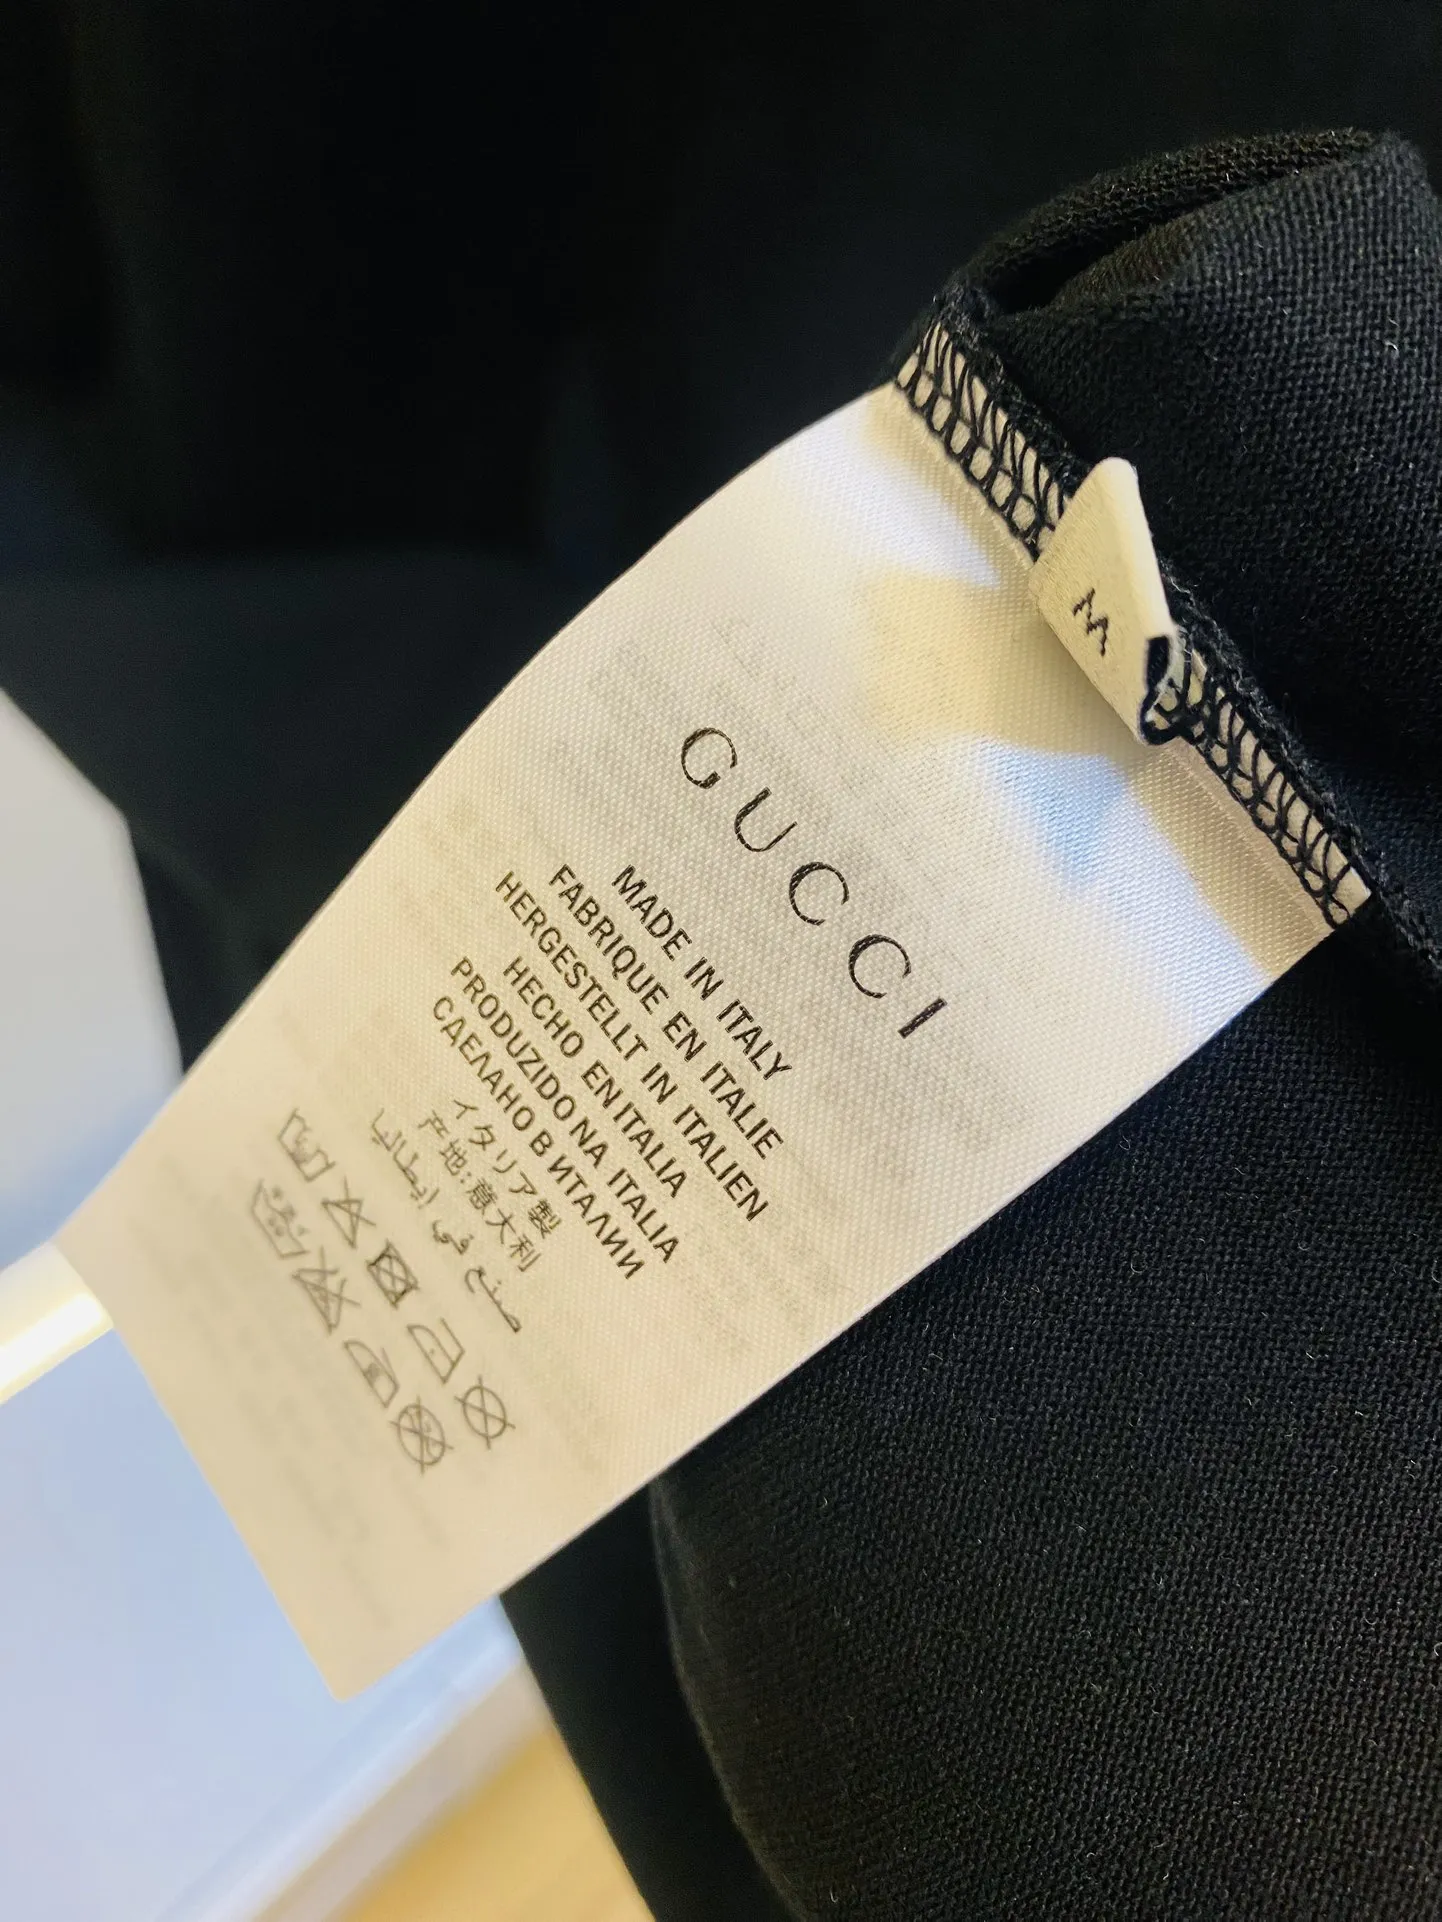 M
GUCCI
MADE IN ITALY
FABRIQUE EN ITALIE
HERGESTELLT IN ITALIEN
HECHO EN ITALIA
PRODUZIDO NA ITALIA
СДЕЛАНО В ИТАЛИИ
イタリア製
产地:意大利
صنع في ايطاليا